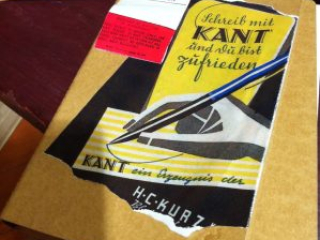 Schreib mit
KANT
und du bist
zufrieden
KANT ein Erzeugnis der
H·C·KURZ